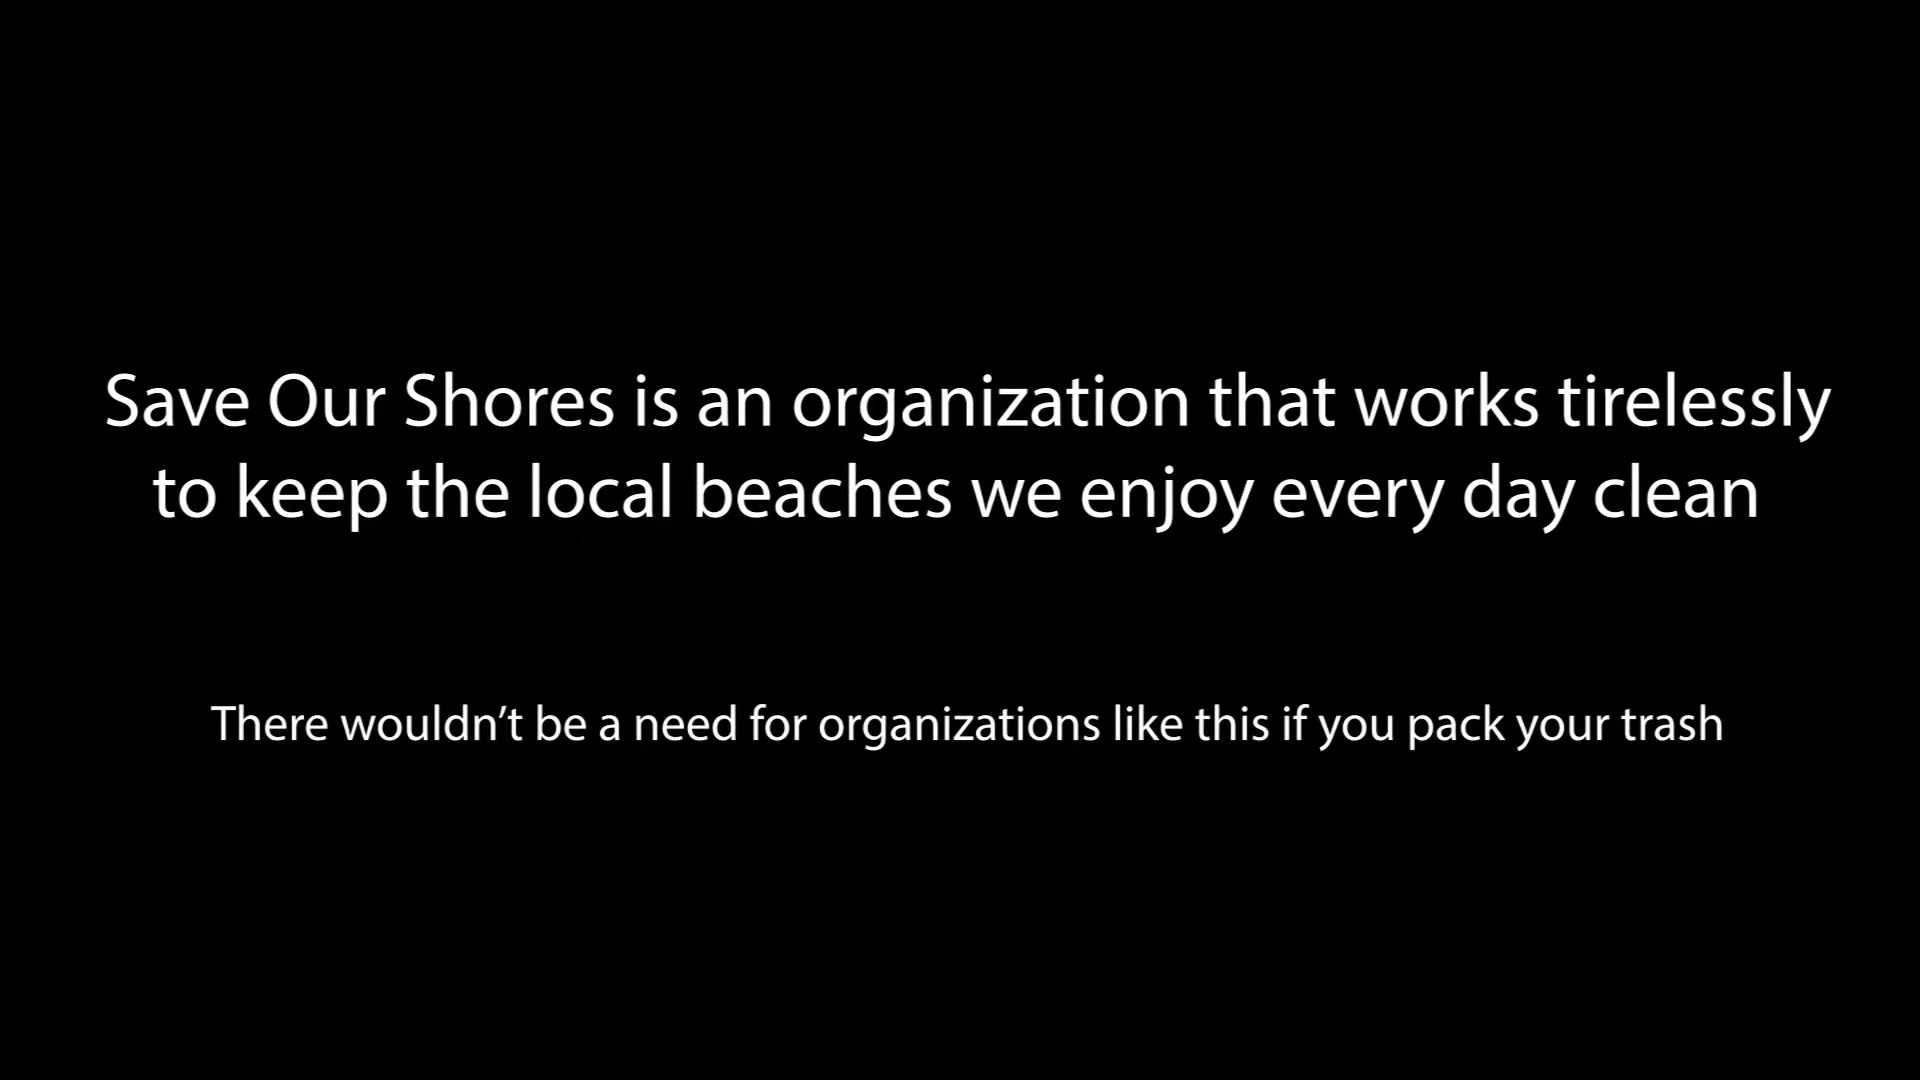 Save Our Shores is an organization that works tirelessly
to keep the local beaches we enjoy every day clean
There wouldn’t be a need for organizations like this if you pack your trash